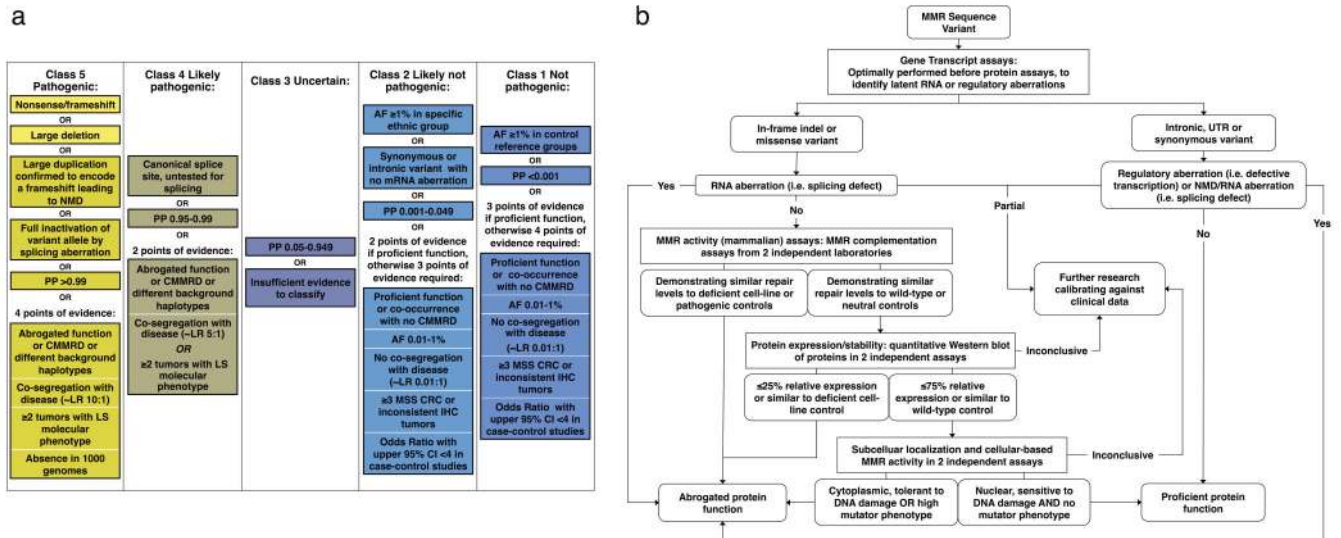 a
Class 5
Pathogenic:
Nonsense/frameshift
OR
Large deletion
OR
Large duplication
confirmed to encode
a frameshift leading
to NMD
OR
Full inactivation of
variant allele by
splicing aberration
OR
PP >0.99
OR
4 points of evidence:
Abrogated function
or CMMRD or
different background
haplotypes
Co-segregation with
disease (~LR 10:1)
≥2 tumors with LS
molecular
phenotype
Absence in 1000
genomes
Class 4 Likely
pathogenic:
Canonical splice
site, untested for
splicing
OR
PP 0.95-0.99
OR
2 points of evidence:
Abrogated function
or CMMRD or
different background
haplotypes
Co-segregation with
disease (~LR 5:1)
OR
≥2 tumors with LS
molecular
phenotype
Class 3 Uncertain:
PP 0.05-0.949
OR
Insufficient evidence
to classify
Class 2 Likely not
pathogenic:
AF ≥1% in specific
ethnic group
OR
Synonymous or
intronic variant with
no mRNA aberration
OR
PP 0.001-0.049
OR
2 points of evidence
if proficient function,
otherwise 3 points of
evidence required:
Proficient function
or co-occurrence
with no CMMRD
AF 0.01-1%
No co-segregation
with disease
(~LR 0.01:1)
≥3 MSS CRC or
inconsistent IHC
tumors
Odds Ratio with
upper 95% CI <4 in
case-control studies
Class 1 Not
pathogenic:
AF ≥1% in control
reference groups
OR
PP <0.001
OR
3 points of evidence
if proficient function,
otherwise 4 points
of evidence required:
Proficient function
or co-occurrence
with no CMMRD
AF 0.01-1%
No co-segregation
with disease
(~LR 0.01:1)
≥3 MSS CRC or
inconsistent IHC
tumors
Odds Ratio with
upper 95% CI <4 in
case-control studies
b
MMR Sequence
Variant
Gene Transcript assays:
Optimally performed before protein assays, to
identify latent RNA or regulatory aberrations
In-frame indel or
missense variant
Intronic, UTR or
synonymous variant
Yes
RNA aberration (i.e. splicing defect)
Regulatory aberration (i.e. defective
transcription) or NMD/RNA aberration
(i.e. splicing defect)
Partial
Yes
No
No
MMR activity (mammalian) assays: MMR complementation
assays from 2 independent laboratories
Demonstrating similar repair
levels to deficient cell-line or
pathogenic controls
Demonstrating similar
repair levels to wild-type or
neutral controls
Further research
calibrating against
clinical data
Protein expression/stability: quantitative Western blot
of proteins in 2 independent assays
Inconclusive
≤25% relative expression
or similar to deficient cell-
line control
≤75% relative
expression or similar to
wild-type control
Subcelluar localization and cellular-based
MMR activity in 2 independent assays
Inconclusive
Abrogated protein
function
Cytoplasmic, tolerant to
DNA damage OR high
mutator phenotype
Nuclear, sensitive to
DNA damage AND no
mutator phenotype
Proficient protein
function